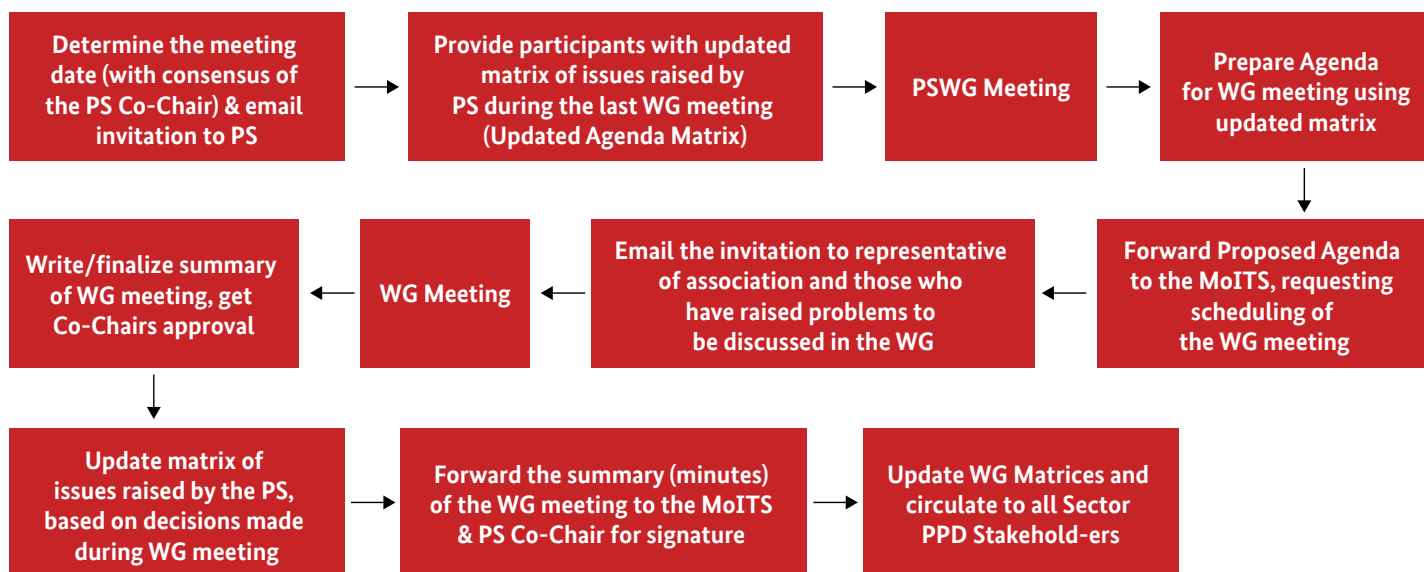 Determine the meeting
date (with consensus of
the PS Co-Chair) & email
invitation to PS
Provide participants with updated
matrix of issues raised by
PS during the last WG meeting
(Updated Agenda Matrix)
PSWG Meeting
Prepare Agenda
for WG meeting using
updated matrix
Forward Proposed Agenda
to the MoITS, requesting
scheduling of
the WG meeting
Email the invitation to representative
of association and those who
have raised problems to
be discussed in the WG
WG Meeting
Write/finalize summary
of WG meeting, get
Co-Chairs approval
Update matrix of
issues raised by the PS,
based on decisions made
during WG meeting
Forward the summary (minutes)
of the WG meeting to the MoITS
& PS Co-Chair for signature
Update WG Matrices and
circulate to all Sector
PPD Stakehold-ers